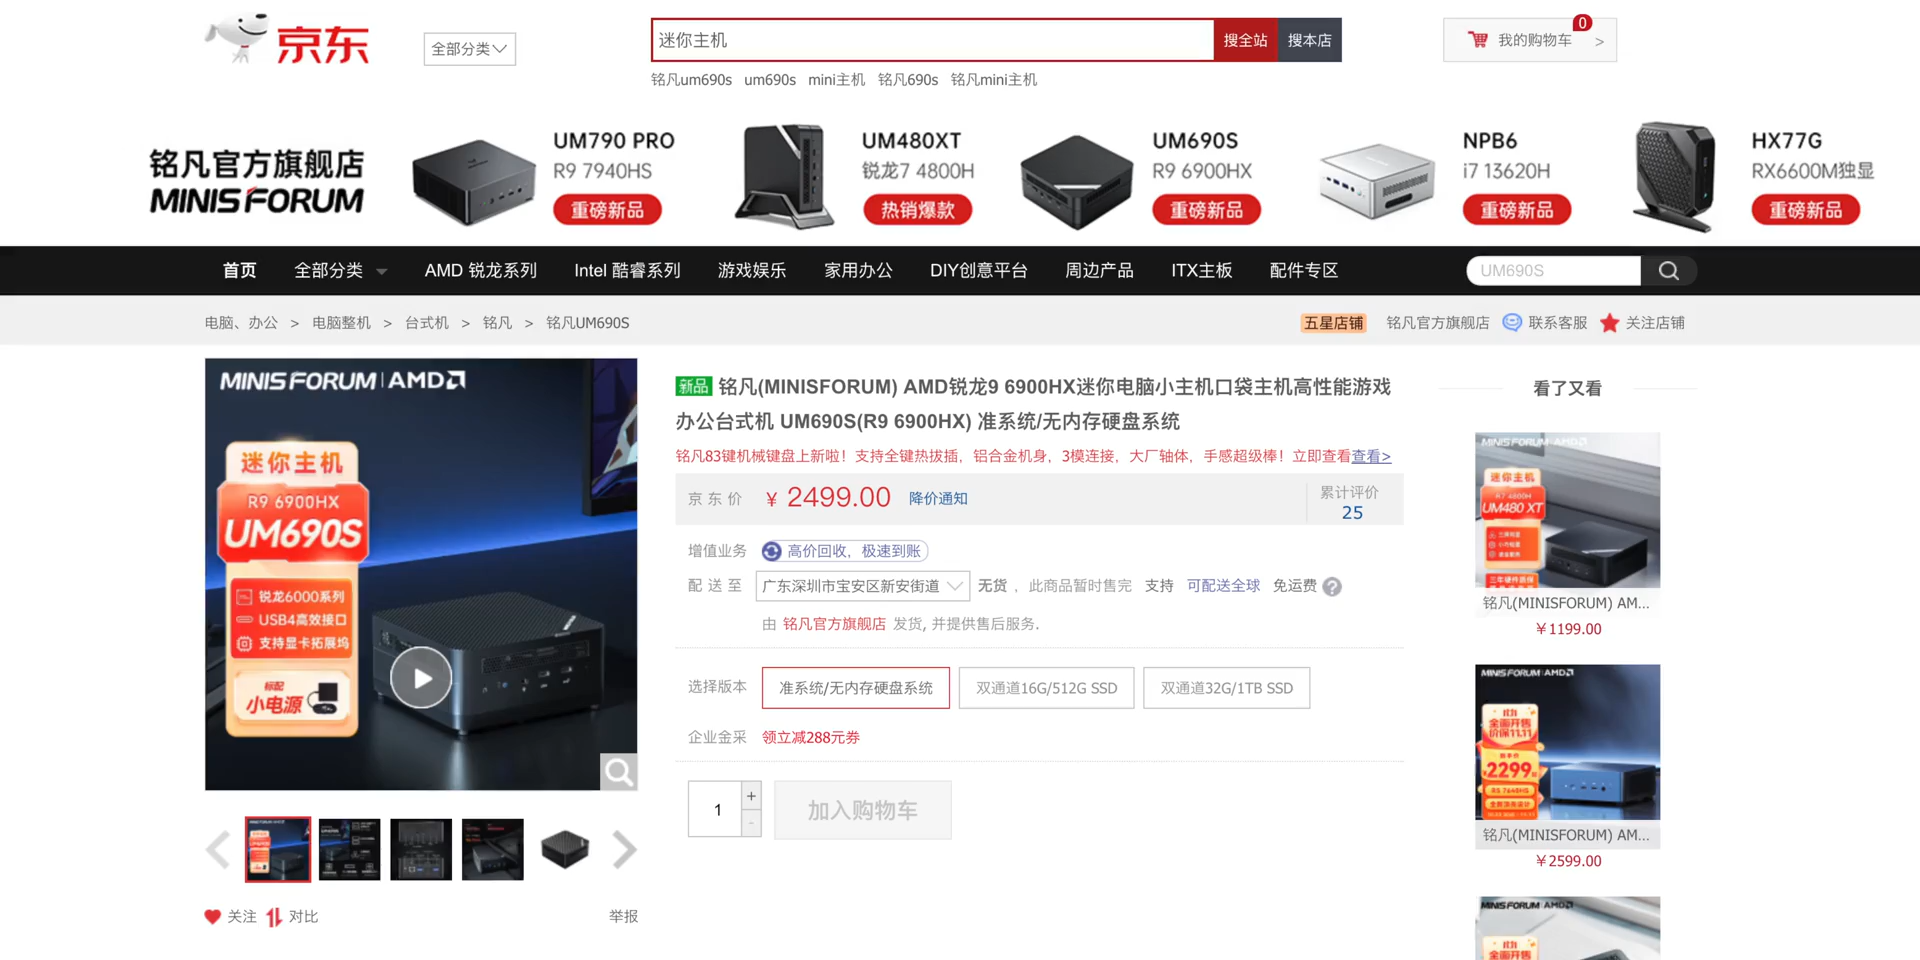 京东
全部分类
迷你主机
搜全站
搜本店
0
我的购物车 >
铭凡um690s um690s mini主机 铭凡690s 铭凡mini主机
铭凡官方旗舰店
MINISFORUM
UM790 PRO
R9 7940HS
重磅新品
UM480XT
锐龙7 4800H
热销爆款
UM690S
R9 6900HX
重磅新品
NPB6
i7 13620H
重磅新品
HX77G
RX6600M独显
重磅新品
首页 全部分类 AMD 锐龙系列 Intel 酷睿系列 游戏娱乐 家用办公 DIY创意平台 周边产品 ITX主板 配件专区
UM690S
电脑、办公 > 电脑整机 > 台式机 > 铭凡 > 铭凡UM690S
五星店铺 铭凡官方旗舰店 联系客服 关注店铺
MINISFORUM | AMD
迷你主机
R9 6900HX
UM690S
锐龙6000系列
USB4高效接口
支持显卡拓展坞
标配
小电源
关注 对比
举报
新品 铭凡(MINISFORUM) AMD锐龙9 6900HX迷你电脑小主机口袋主机高性能游戏
办公台式机 UM690S(R9 6900HX) 准系统/无内存硬盘系统
铭凡83键机械键盘上新啦！支持全键热拔插，铝合金机身，3模连接，大厂轴体，手感超级棒！立即查看查看>
京东价 ￥ 2499.00 降价通知
累计评价
25
增值业务 高价回收，极速到账
配送至 广东深圳市宝安区新安街道 无货 ，此商品暂时售完 支持 可配送全球 免运费 ?
由 铭凡官方旗舰店 发货, 并提供售后服务.
选择版本 准系统/无内存硬盘系统 双通道16G/512G SSD 双通道32G/1TB SSD
企业金采 领立减288元券
1
+
-
加入购物车
看了又看
MINISFORUM AMD
迷你主机
R7 4800H
UM480 XT
三年硬件质保
铭凡(MINISFORUM) AM...
￥1199.00
MINISFORUM | AMD
全面开售
价保11.11
2299
R5 7640HS
铭凡(MINISFORUM) AM...
￥2599.00
MINISFORUM | AMD